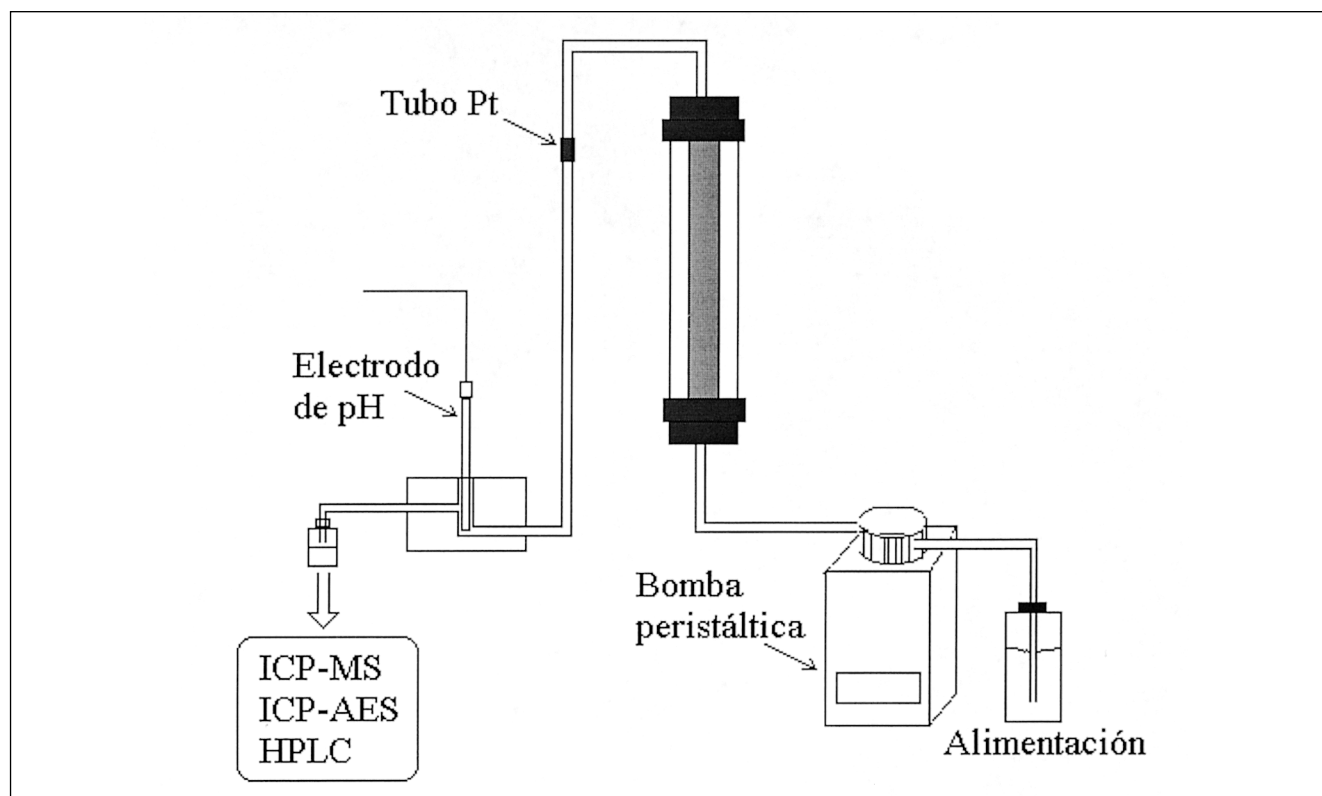 Tubo Pt
Electrodo
de pH
Bomba
peristáltica
Alimentación
ICP-MS
ICP-AES
HPLC